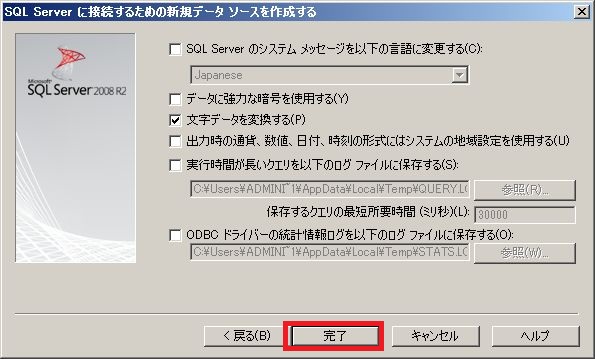 SQL Server に接続するための新規データ ソースを作成する
Microsoft
SQL Server 2008 R2
SQL Server のシステム メッセージを以下の言語に変更する(C):
Japanese
データに強力な暗号を使用する(Y)
文字データを変換する(P)
出力時の通貨、数値、日付、時刻の形式にはシステムの地域設定を使用する(U)
実行時間が長いクエリを以下のログ ファイルに保存する(S):
C:¥Users¥ADMINI~1¥AppData¥Local¥Temp¥QUERY.LO 参照(R)...
保存するクエリの最短所要時間 (ミリ秒)(L): 30000
ODBC ドライバーの統計情報ログを以下のログ ファイルに保存する(O):
C:¥Users¥ADMINI~1¥AppData¥Local¥Temp¥STATS.LO 参照(W)...
< 戻る(B) 完了 キャンセル ヘルプ